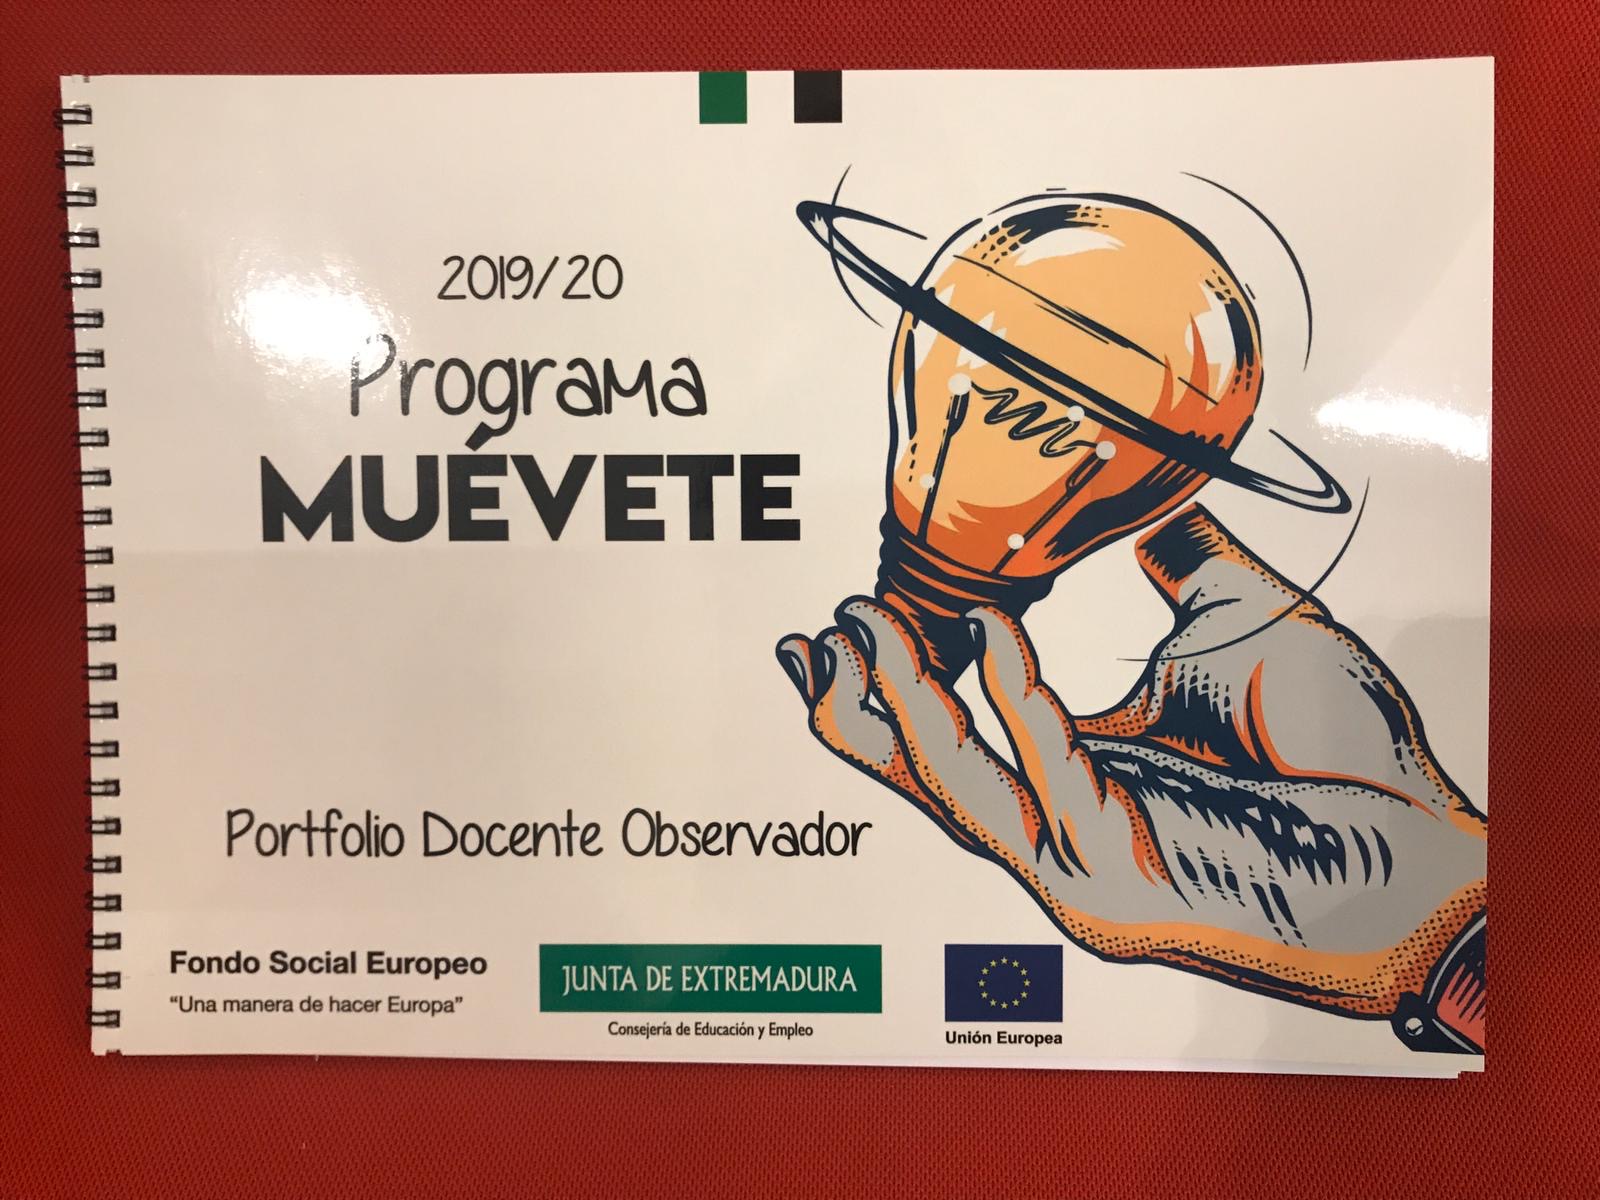 2019/20
Programa
MUÉVETE
Portfolio Docente Observador
Fondo Social Europeo
“Una manera de hacer Europa”
JUNTA DE EXTREMADURA
Consejería de Educación y Empleo
Unión Europea